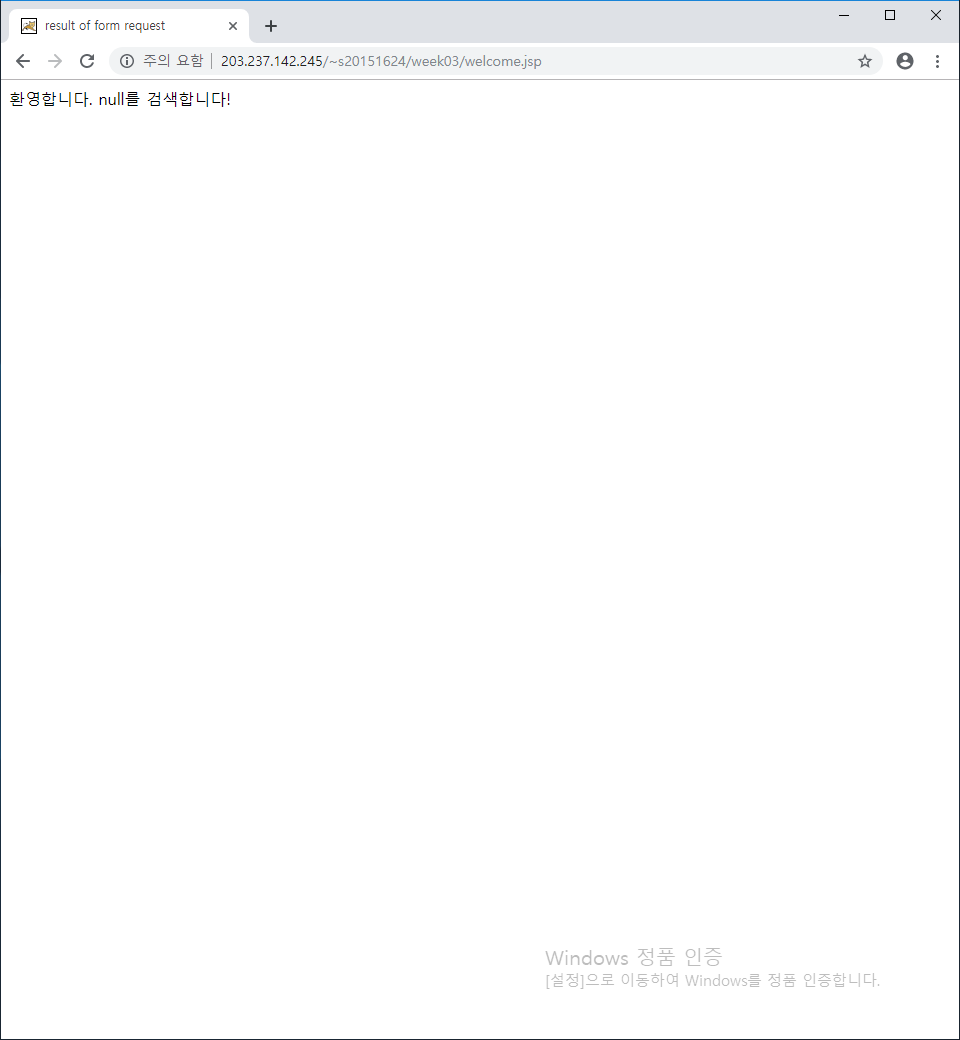 result of form request
주의 요함 | 203.237.142.245/~s20151624/week03/welcome.jsp
환영합니다. null를 검색합니다!
Windows 정품 인증
[설정]으로 이동하여 Windows를 정품 인증합니다.